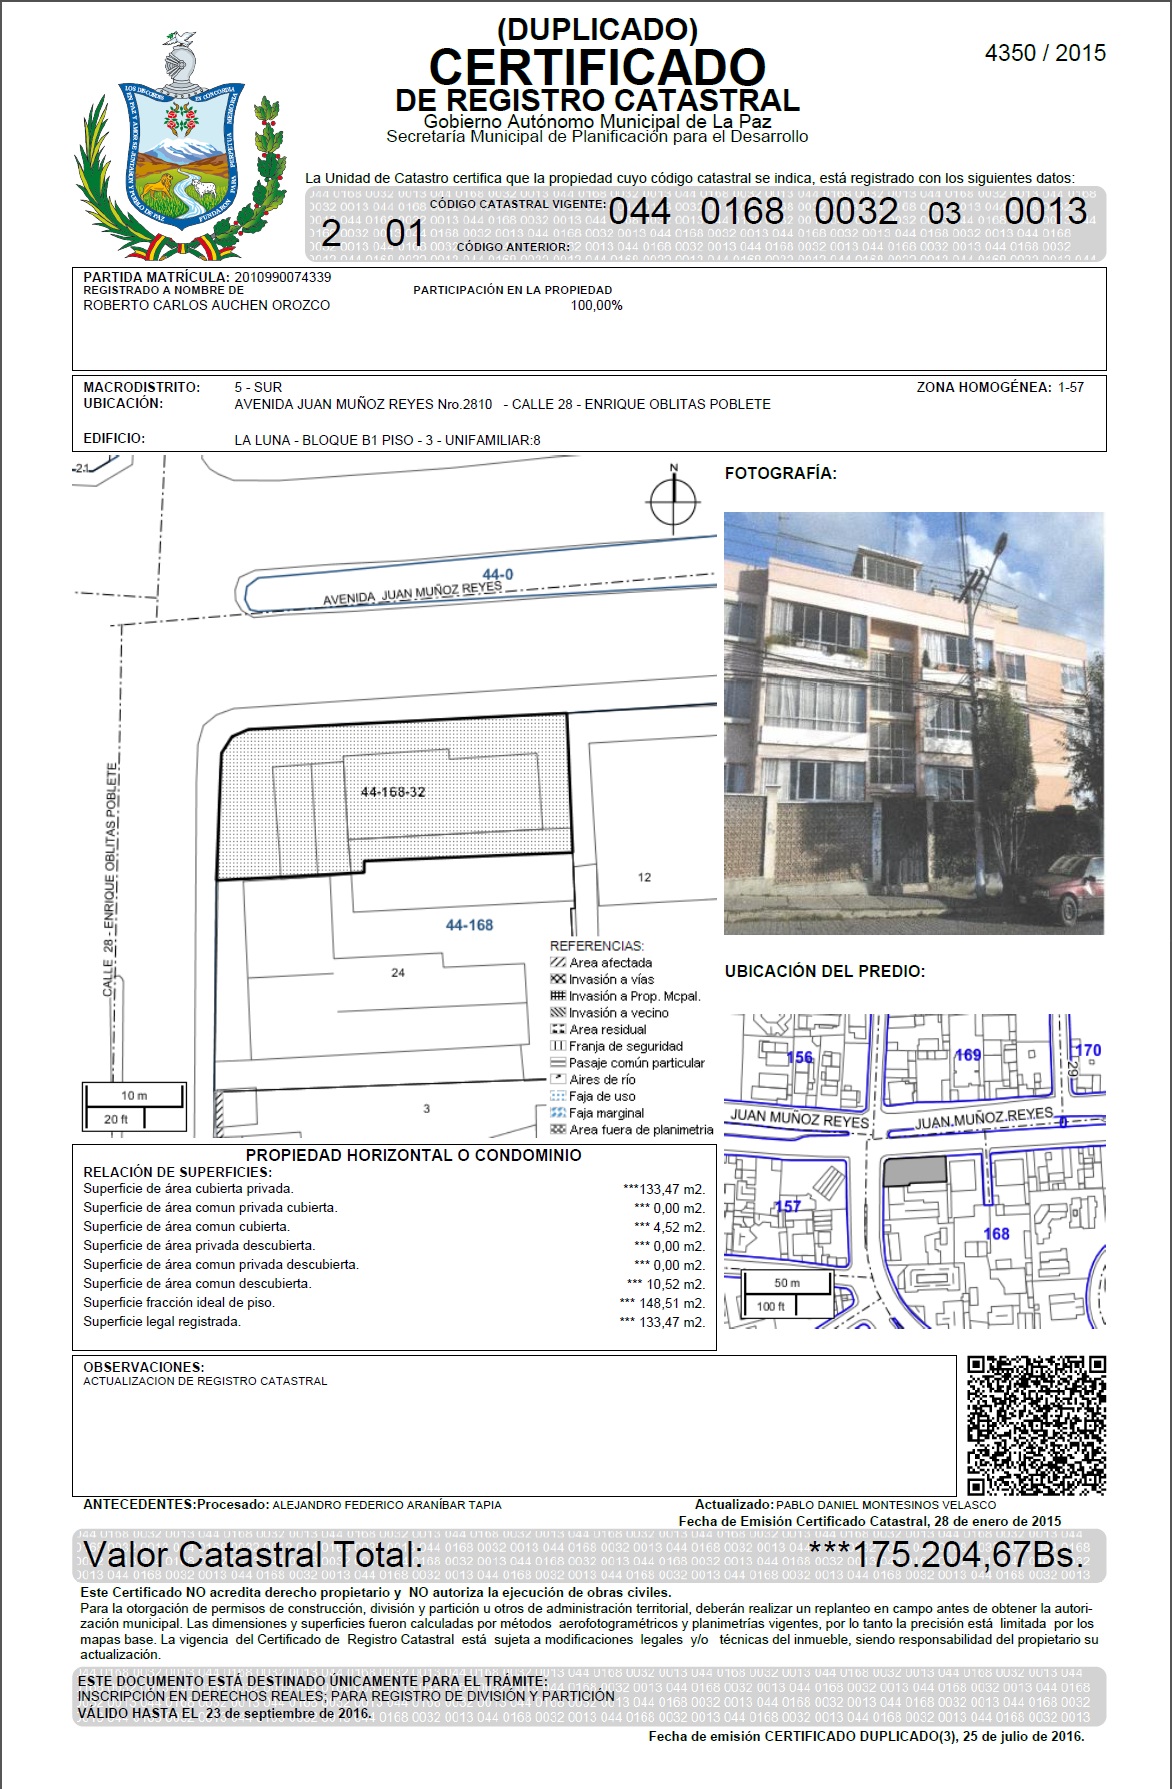 (DUPLICADO)
CERTIFICADO
4350 / 2015
DE REGISTRO CATASTRAL
Gobierno Autónomo Municipal de La Paz
Secretaría Municipal de Planificación para el Desarrollo
La Unidad de Catastro certifica que la propiedad cuyo código catastral se indica, está registrado con los siguientes datos:
CÓDIGO CATASTRAL VIGENTE: 044 0168 0032 03 0013
2 01
CÓDIGO ANTERIOR:
PARTIDA MATRÍCULA: 2010990074339
REGISTRADO A NOMBRE DE PARTICIPACIÓN EN LA PROPIEDAD
ROBERTO CARLOS AUCHEN OROZCO 100,00%
MACRODISTRITO: 5 - SUR ZONA HOMOGÉNEA: 1-57
UBICACIÓN: AVENIDA JUAN MUÑOZ REYES Nro.2810 - CALLE 28 - ENRIQUE OBLITAS POBLETE
EDIFICIO: LA LUNA - BLOQUE B1 PISO - 3 - UNIFAMILIAR:8
-21
N
44-0
AVENIDA JUAN MUÑOZ REYES
CALLE 28 - ENRIQUE OBLITAS POBLETE
44-168-32
12
44-168
24
3
10 m
20 ft
REFERENCIAS:
Area afectada
Invasión a vías
Invasión a Prop. Mcpal.
Invasión a vecino
Area residual
Franja de seguridad
Pasaje común particular
Aires de río
Faja de uso
Faja marginal
Area fuera de planimetria
FOTOGRAFÍA:
UBICACIÓN DEL PREDIO:
156
169
170
29
JUAN MUÑOZ REYES
JUAN MUÑOZ REYES
0
157
168
50 m
100 ft
PROPIEDAD HORIZONTAL O CONDOMINIO
RELACIÓN DE SUPERFICIES:
Superficie de área cubierta privada. ***133,47 m2.
Superficie de área comun privada cubierta. *** 0,00 m2.
Superficie de área comun cubierta. *** 4,52 m2.
Superficie de área privada descubierta. *** 0,00 m2.
Superficie de área comun privada descubierta. *** 0,00 m2.
Superficie de área comun descubierta. *** 10,52 m2.
Superficie fracción ideal de piso. *** 148,51 m2.
Superficie legal registrada. *** 133,47 m2.
OBSERVACIONES:
ACTUALIZACION DE REGISTRO CATASTRAL
ANTECEDENTES:Procesado: ALEJANDRO FEDERICO ARANÍBAR TAPIA Actualizado: PABLO DANIEL MONTESINOS VELASCO
Fecha de Emisión Certificado Catastral, 28 de enero de 2015
Valor Catastral Total: ***175.204,67Bs.
Este Certificado NO acredita derecho propietario y NO autoriza la ejecución de obras civiles.
Para la otorgación de permisos de construcción, división y partición u otros de administración territorial, deberán realizar un replanteo en campo antes de obtener la autori-
zación municipal. Las dimensiones y superficies fueron calculadas por métodos aerofotogramétricos y planimetrías vigentes, por lo tanto la precisión está limitada por los
mapas base. La vigencia del Certificado de Registro Catastral está sujeta a modificaciones legales y/o técnicas del inmueble, siendo responsabilidad del propietario su
actualización.
ESTE DOCUMENTO ESTÁ DESTINADO ÚNICAMENTE PARA EL TRÁMITE:
INSCRIPCIÓN EN DERECHOS REALES; PARA REGISTRO DE DIVISIÓN Y PARTICIÓN
VÁLIDO HASTA EL 23 de septiembre de 2016.
Fecha de emisión CERTIFICADO DUPLICADO(3), 25 de julio de 2016.